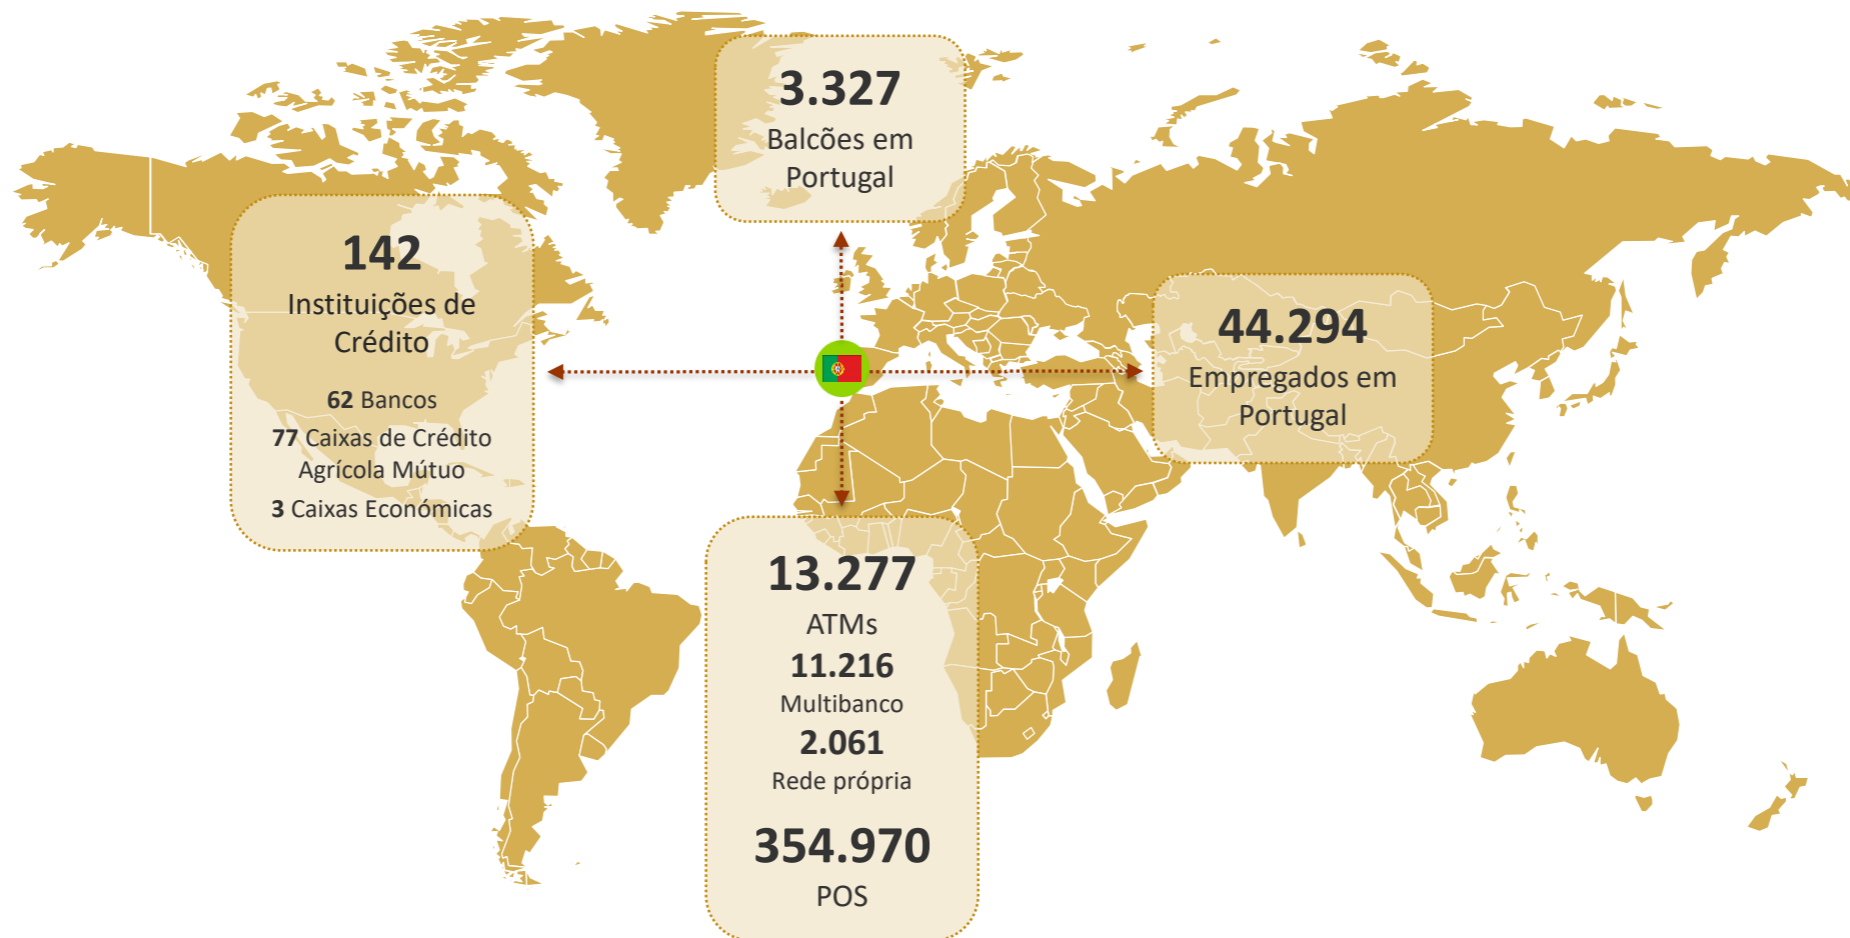 3.327
Balcões em
Portugal
142
Instituições de
Crédito
62 Bancos
77 Caixas de Crédito
Agrícola Mútuo
3 Caixas Económicas
44.294
Empregados em
Portugal
13.277
ATMs
11.216
Multibanco
2.061
Rede própria
354.970
POS